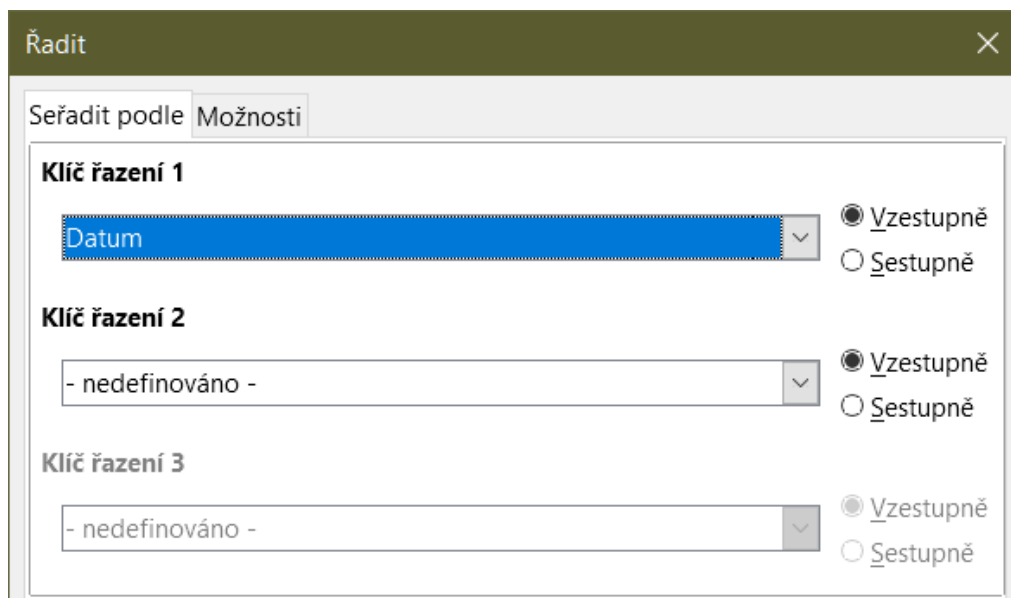 Řadit
Seřadit podle Možnosti
Klíč řazení 1
Datum
Vzestupně
Sestupně
Klíč řazení 2
- nedefinováno -
Vzestupně
Sestupně
Klíč řazení 3
- nedefinováno -
Vzestupně
Sestupně